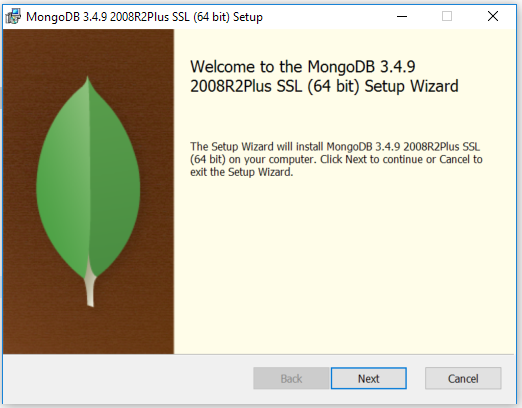 MongoDB 3.4.9 2008R2Plus SSL (64 bit) Setup
Welcome to the MongoDB 3.4.9
2008R2Plus SSL (64 bit) Setup Wizard
The Setup Wizard will install MongoDB 3.4.9 2008R2Plus SSL
(64 bit) on your computer. Click Next to continue or Cancel to
exit the Setup Wizard.
Back
Next
Cancel